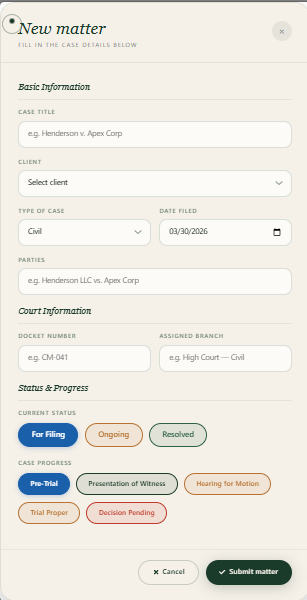 New matter
FILL IN THE CASE DETAILS BELOW
×
Basic Information
CASE TITLE
e.g. Henderson v. Apex Corp
CLIENT
Select client
TYPE OF CASE DATE FILED
Civil 03/30/2026
PARTIES
e.g. Henderson LLC vs. Apex Corp
Court Information
DOCKET NUMBER ASSIGNED BRANCH
e.g. CM-041 e.g. High Court — Civil
Status & Progress
CURRENT STATUS
For Filing Ongoing Resolved
CASE PROGRESS
Pre-Trial Presentation of Witness Hearing for Motion
Trial Proper Decision Pending
✕ Cancel ✓ Submit matter